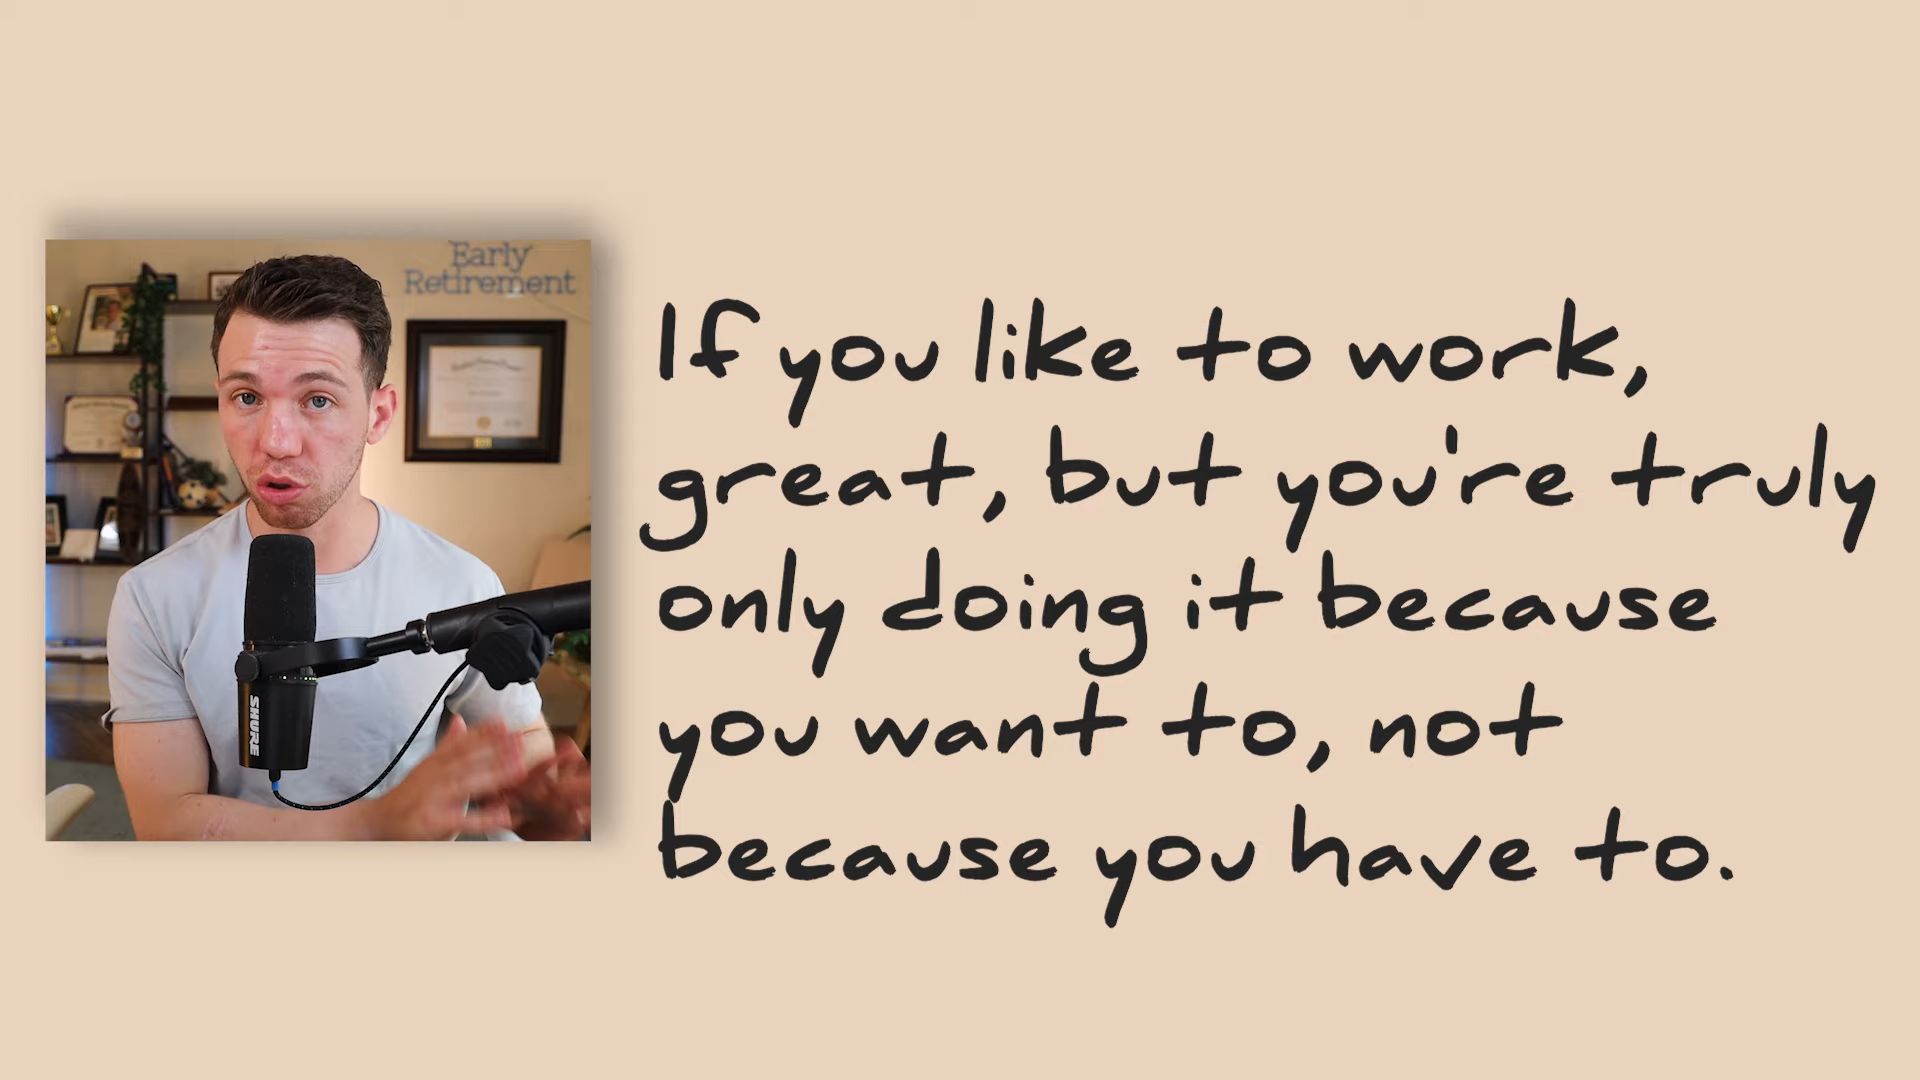 Early
Retirement
SHURE
If you like to work,
great, but you're truly
only doing it because
you want to, not
because you have to.